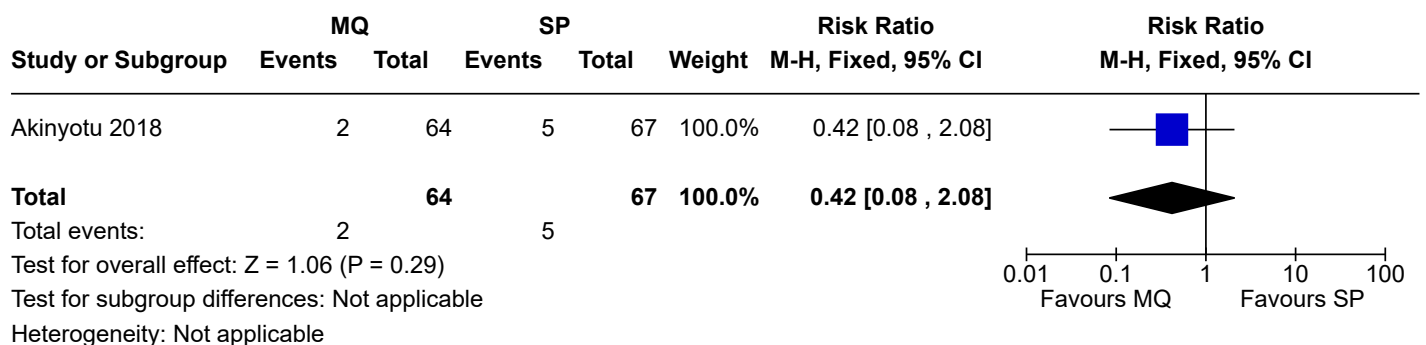 MQ SP Risk Ratio Risk Ratio
Study or Subgroup Events Total Events Total Weight M-H, Fixed, 95% CI M-H, Fixed, 95% CI
Akinyotu 2018 2 64 5 67 100.0% 0.42 [0.08 , 2.08]
Total 64 67 100.0% 0.42 [0.08 , 2.08]
Total events: 2 5
Test for overall effect: Z = 1.06 (P = 0.29)
0.01 0.1 1 10 100
Test for subgroup differences: Not applicable
Favours MQ Favours SP
Heterogeneity: Not applicable